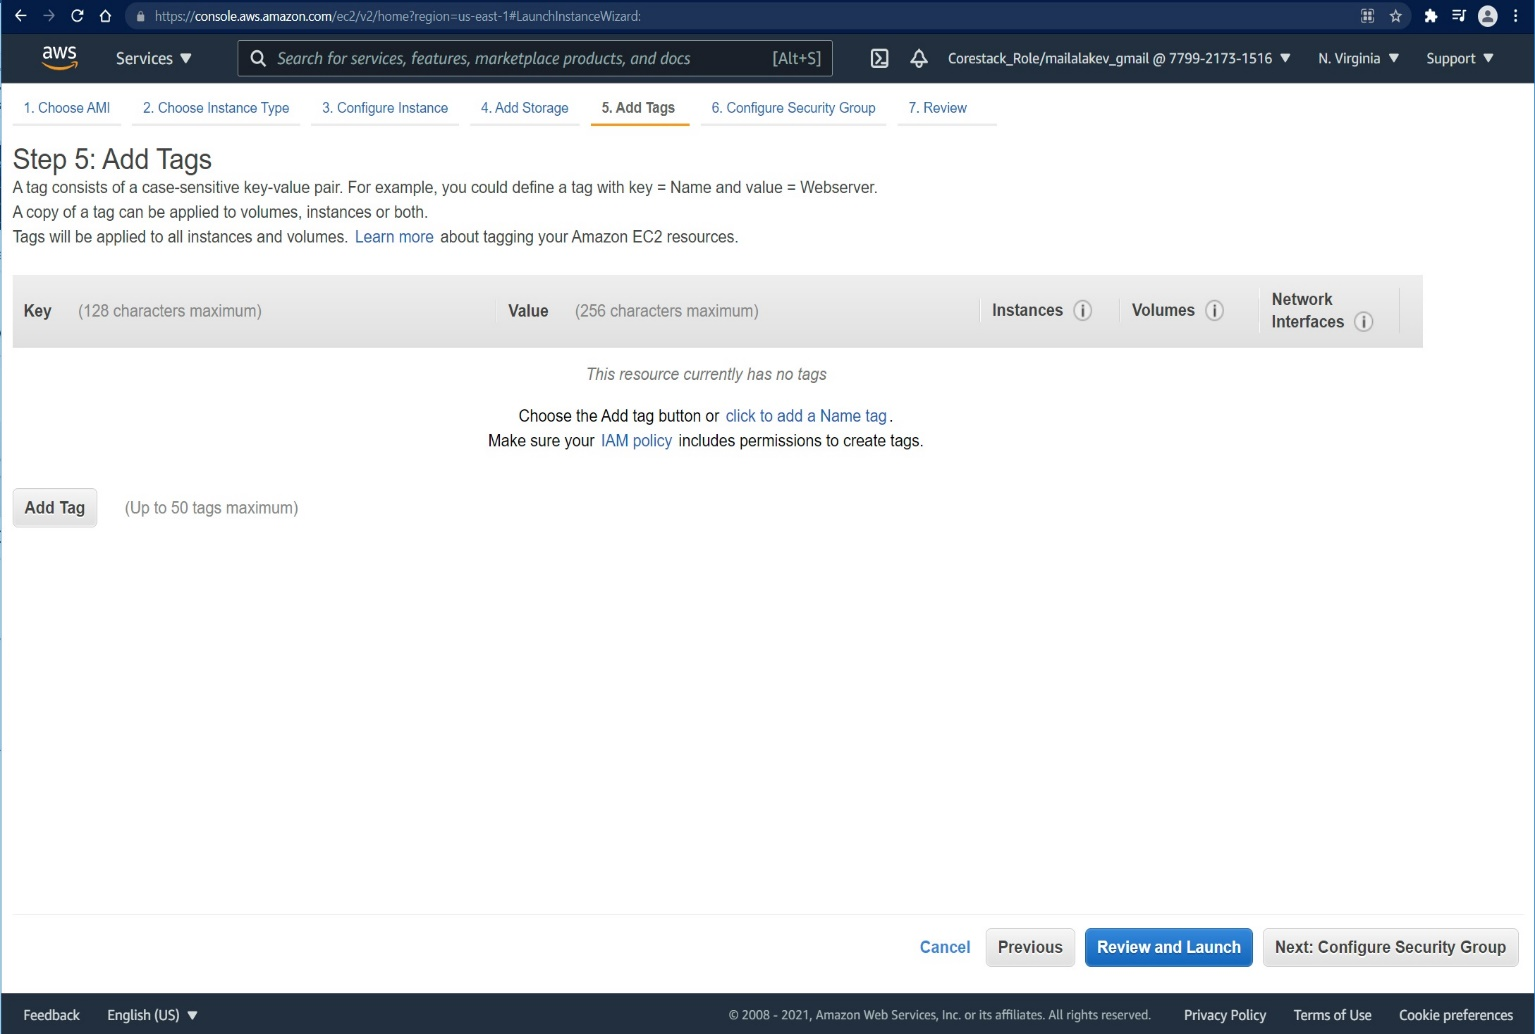 https://console.aws.amazon.com/ec2/v2/home?region=us-east-1#LaunchInstanceWizard:
aws Services ▼ Search for services, features, marketplace products, and docs [Alt+S] Corestack_Role/mailalakev_gmail @ 7799-2173-1516 ▼ N. Virginia ▼ Support ▼
1. Choose AMI 2. Choose Instance Type 3. Configure Instance 4. Add Storage 5. Add Tags 6. Configure Security Group 7. Review
Step 5: Add Tags
A tag consists of a case-sensitive key-value pair. For example, you could define a tag with key = Name and value = Webserver.
A copy of a tag can be applied to volumes, instances or both.
Tags will be applied to all instances and volumes. Learn more about tagging your Amazon EC2 resources.
Key (128 characters maximum) Value (256 characters maximum) Instances i Volumes i Network Interfaces i
This resource currently has no tags
Choose the Add tag button or click to add a Name tag.
Make sure your IAM policy includes permissions to create tags.
Add Tag (Up to 50 tags maximum)
Cancel Previous Review and Launch Next: Configure Security Group
Feedback English (US) ▼ © 2008 - 2021, Amazon Web Services, Inc. or its affiliates. All rights reserved. Privacy Policy Terms of Use Cookie preferences